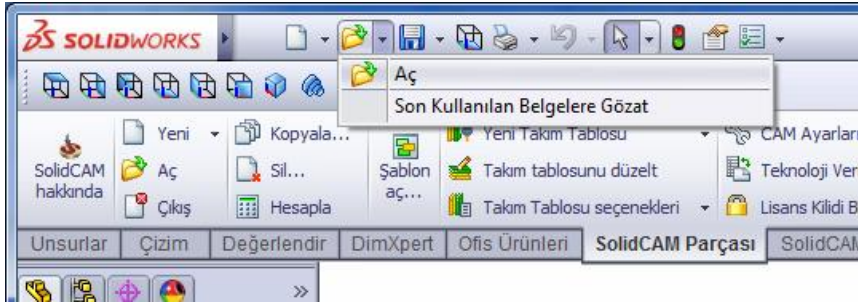 SOLIDWORKS
Aç
Son Kullanılan Belgelere Gözat
Yeni
Kopyala...
Yeni Takım Tablosu
CAM Ayarları
SolidCAM hakkında
Aç
Sil...
Şablon aç...
Takım tablosunu düzelt
Teknoloji Ver
Çıkış
Hesapla
Takım Tablosu seçenekleri
Lisans Kilidi B
Unsurlar
Çizim
Değerlendir
DimXpert
Ofis Ürünleri
SolidCAM Parçası
SolidCAM